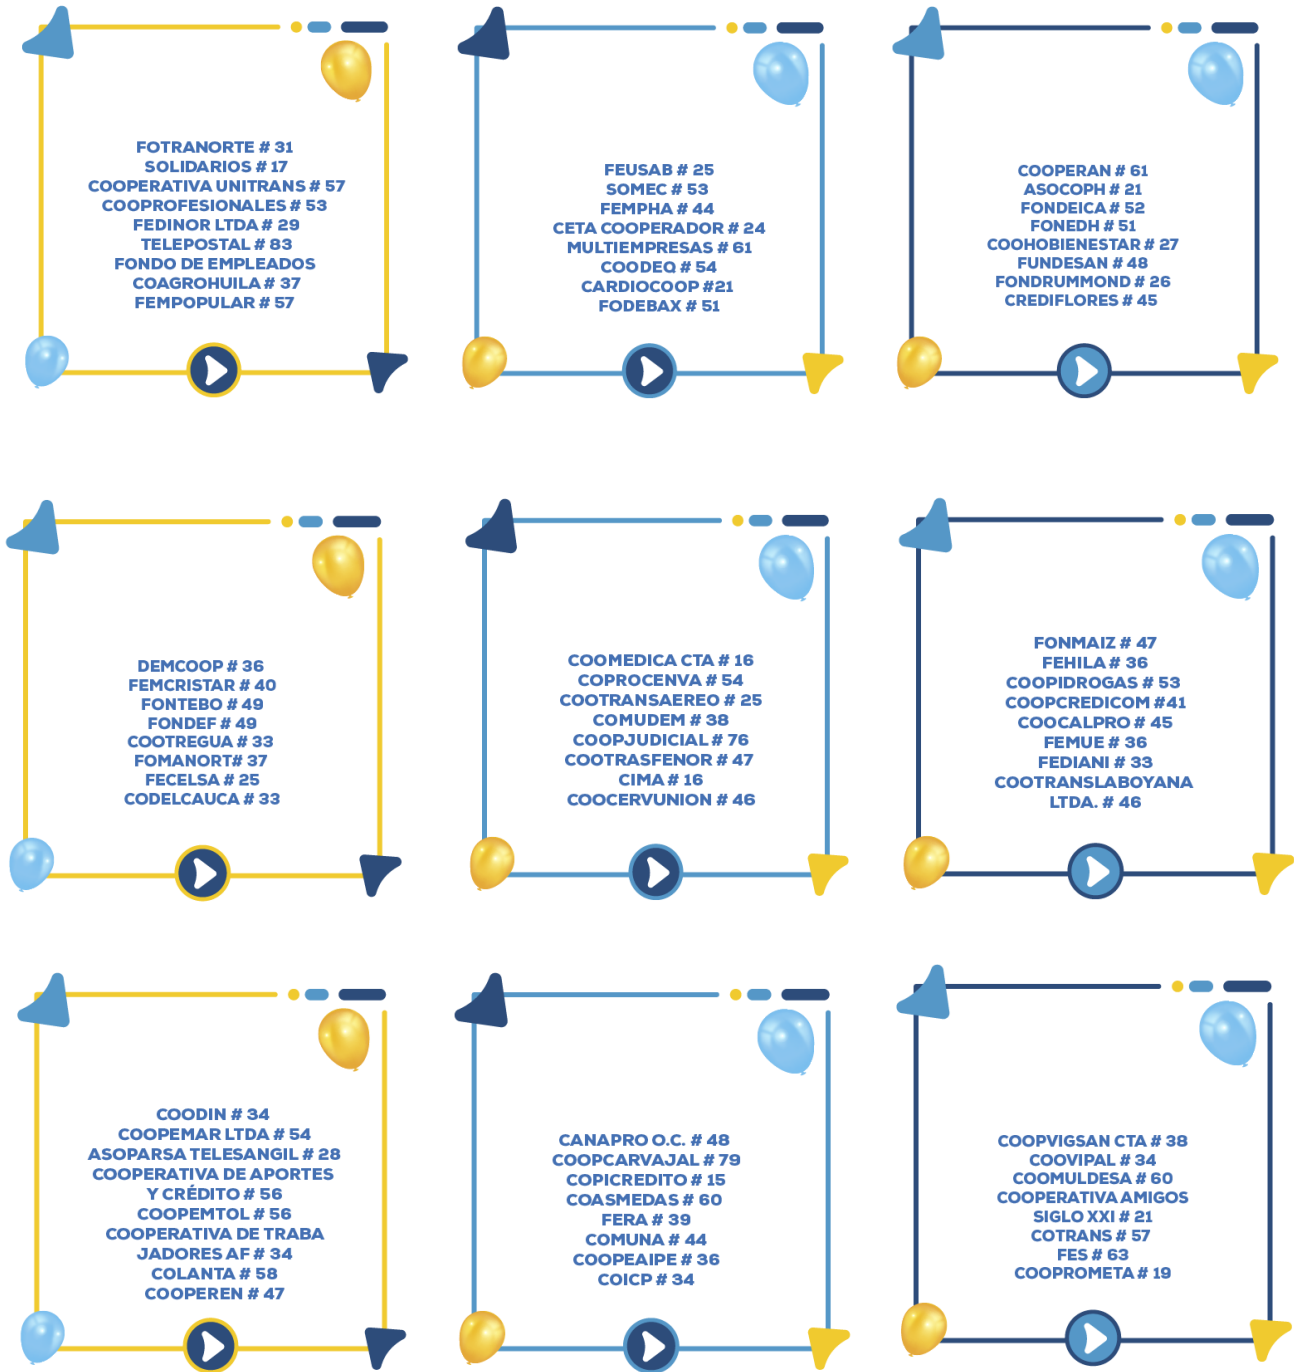 FOTRANORTE # 31
SOLIDARIOS # 17
COOPERATIVA UNITRANS # 57
COOPROFESIONALES # 53
FEDINOR LTDA # 29
TELEPOSTAL # 83
FONDO DE EMPLEADOS
COAGROHUILA # 37
FEMPOPULAR # 57
FEUSAB # 25
SOMEC # 53
FEMPHA # 44
CETA COOPERADOR # 24
MULTIEMPRESAS # 61
COODEQ # 54
CARDIOCOOP #21
FODEBAX # 51
COOPERAN # 61
ASOCOPH # 21
FONDEICA # 52
FONEDH # 51
COOHOBIENESTAR # 27
FUNDESAN # 48
FONDRUMMOND # 26
CREDIFLORES # 45
DEMCOOP # 36
FEMCRISTAR # 40
FONTEBO # 49
FONDEF # 49
COOTREGUA # 33
FOMANORT# 37
FECELSA # 25
CODELCAUCA # 33
COOMEDICA CTA # 16
COPROCENVA # 54
COOTRANSAEREO # 25
COMUDEM # 38
COOPJUDICIAL # 76
COOTRASFENOR # 47
CIMA # 16
COOCERVUNION # 46
FONMAIZ # 47
FEHILA # 36
COOPIDROGAS # 53
COOPCREDICOM #41
COOCALPRO # 45
FEMUE # 36
FEDIANI # 33
COOTRANSLABOYANA
LTDA. # 46
COODIN # 34
COOPEMAR LTDA # 54
ASOPARSA TELESANGIL # 28
COOPERATIVA DE APORTES
Y CRÉDITO # 56
COOPEMTOL # 56
COOPERATIVA DE TRABA
JADORES AF # 34
COLANTA # 58
COOPEREN # 47
CANAPRO O.C. # 48
COOPCARVAJAL # 79
COPICREDITO # 15
COASMEDAS # 60
FERA # 39
COMUNA # 44
COOPEAIPE # 36
COICP # 34
COOPVIGSAN CTA # 38
COOVIPAL # 34
COOMULDESA # 60
COOPERATIVA AMIGOS
SIGLO XXI # 21
COTRANS # 57
FES # 63
COOPROMETA # 19